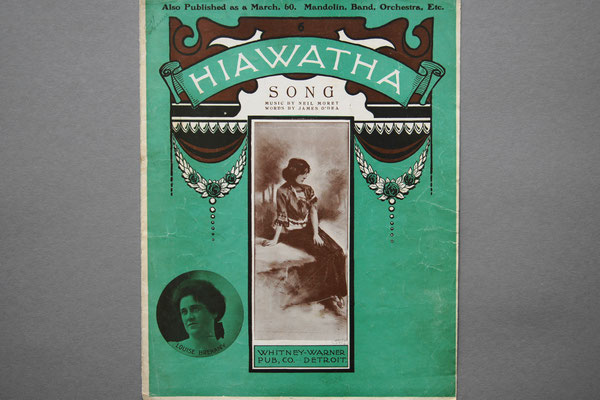 Also Published as a March, 60. Mandolin, Band, Orchestra, Etc.
6
HIAWATHA
SONG
MUSIC BY NEIL MORET
WORDS BY JAMES O'DEA
LOUISE
WHITNEY-WARNER
PUB. CO. DETROIT.